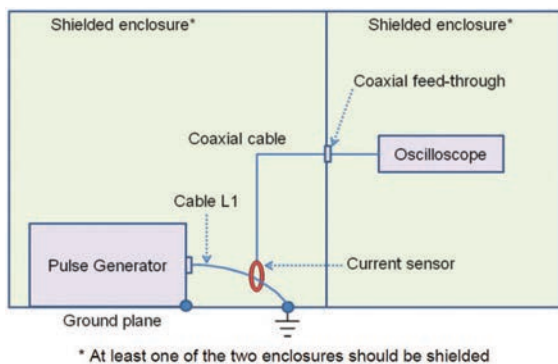 Shielded enclosure*
Shielded enclosure*
Coaxial feed-through
Coaxial cable
Oscilloscope
Cable L1
Pulse Generator
Current sensor
Ground plane
* At least one of the two enclosures should be shielded